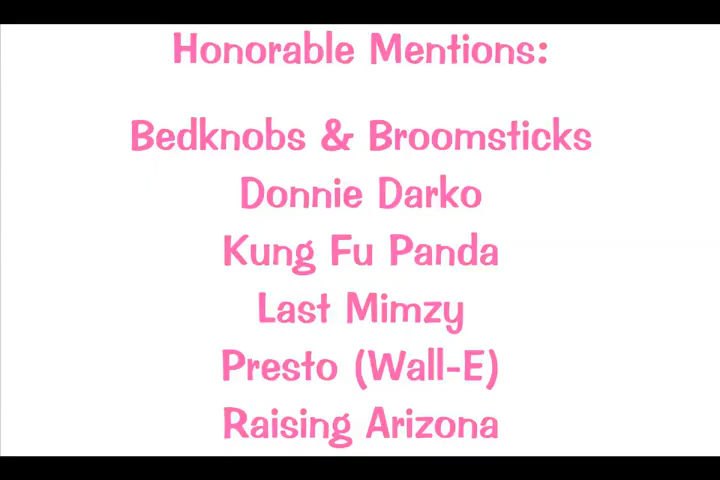 Honorable Mentions:
Bedknobs & Broomsticks
Donnie Darko
Kung Fu Panda
Last Mimzy
Presto (Wall-E)
Raising Arizona